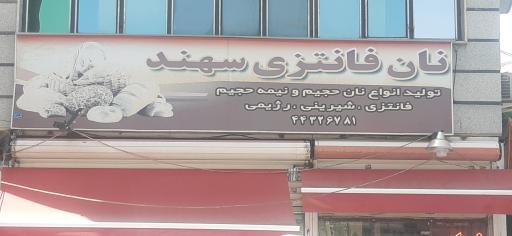 نان فانتزی سهند
تولید انواع نان حجیم و نیمه حجیم
فانتزی ، شیرینی ، رژیمی
۴۴۳۲۶۷۸۱